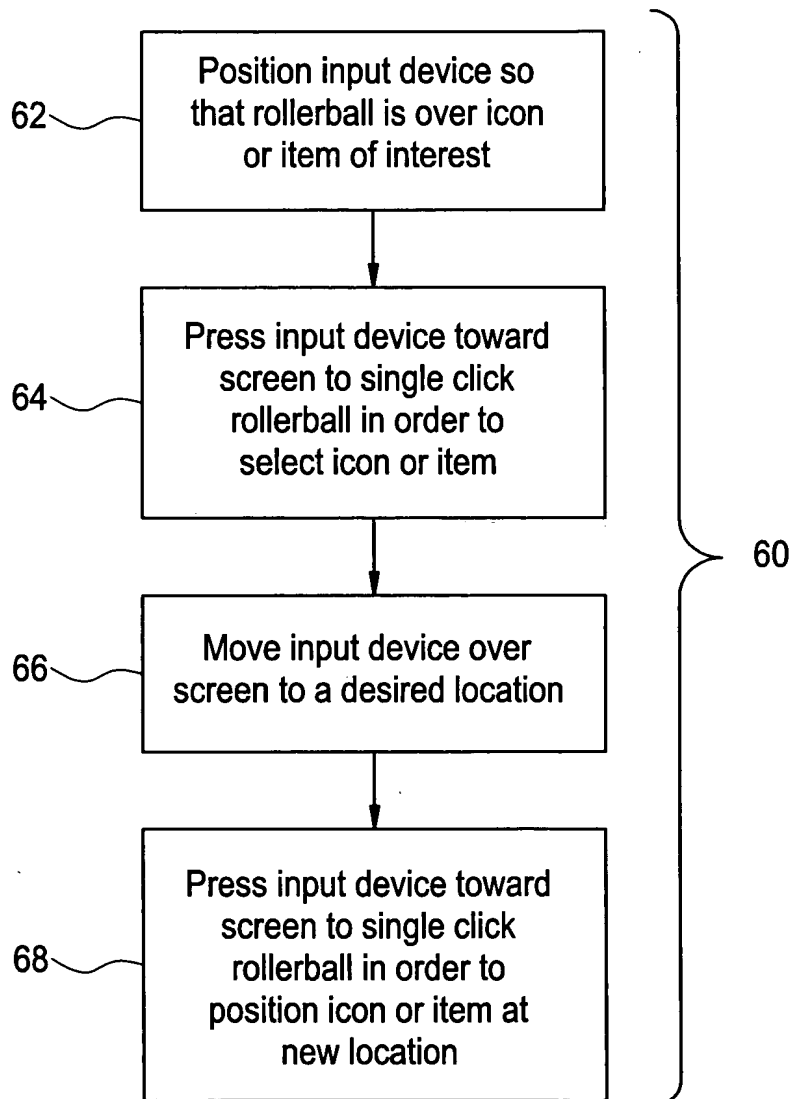 62
Position input device so
that rollerball is over icon
or item of interest
64
Press input device toward
screen to single click
rollerball in order to
select icon or item
60
66
Move input device over
screen to a desired location
68
Press input device toward
screen to single click
rollerball in order to
position icon or item at
new location